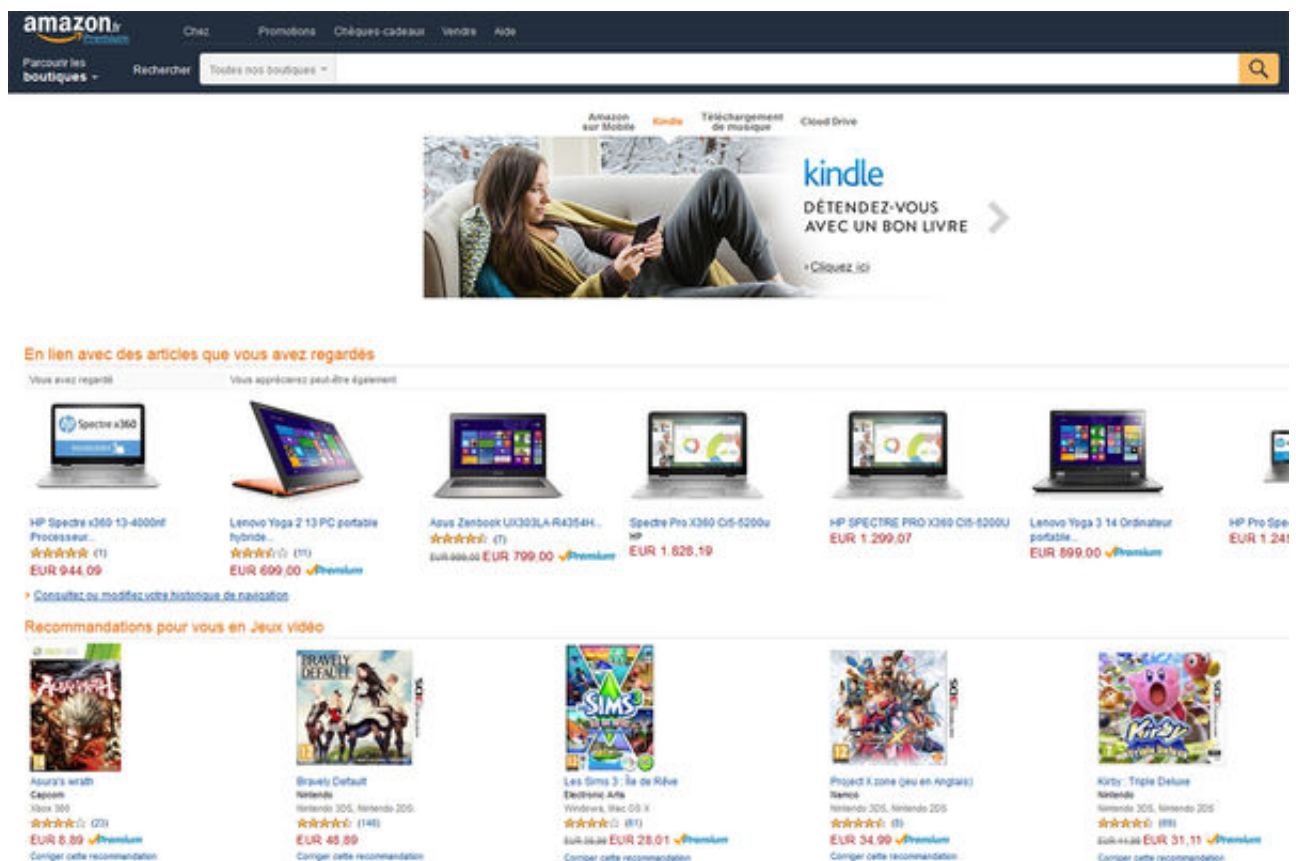 amazon.fr
Premium
Chez
Promotions
Chèques-cadeaux
Vendre
Aide
Parcourir les
boutiques
Rechercher
Toutes nos boutiques
Amazon
sur Mobile
Kindle
Téléchargement
de musique
Cloud Drive
kindle
DÉTENDEZ-VOUS
AVEC UN BON LIVRE
Cliquez ici
En lien avec des articles que vous avez regardés
Vous avez regardé
Vous apprécierez peut-être également
Spectre x360
HP Spectre x360 13-4000nf
Processeur...
(1)
EUR 944,09
Lenovo Yoga 2 13 PC portable
hybride...
(11)
EUR 699,00 Premium
Asus Zenbook UX303LA-R4354H...
(7)
EUR 799,00 Premium
Spectre Pro X360 Ci5-5200u
HP
EUR 1.628,19
HP SPECTRE PRO X360 CI5-5200U
EUR 1.299,07
Lenovo Yoga 3 14 Ordinateur
portable...
EUR 899,00 Premium
HP Pro Spe
EUR 1.24
Consultez ou modifiez votre historique de navigation
Recommandations pour vous en Jeux vidéo
Asura's wrath
Capcom
Xbox 360
(23)
EUR 8,89 Premium
Corriger cette recommandation
BRAVELY
DEFAULT
Bravely Default
Nintendo
Nintendo 3DS, Nintendo 2DS
(146)
EUR 46,89
Corriger cette recommandation
SIMS 3
Les Sims 3 : Île de Rêve
Electronic Arts
Windows, Mac OS X
(61)
EUR 28,01 Premium
Corriger cette recommandation
Project X zone (jeu en Anglais)
Namco
Nintendo 3DS, Nintendo 2DS
EUR 34,99 Premium
Corriger cette recommandation
Kirby
Kirby : Triple Deluxe
Nintendo
Nintendo 3DS, Nintendo 2DS
EUR 31,11 Premium
Corriger cette recommandation